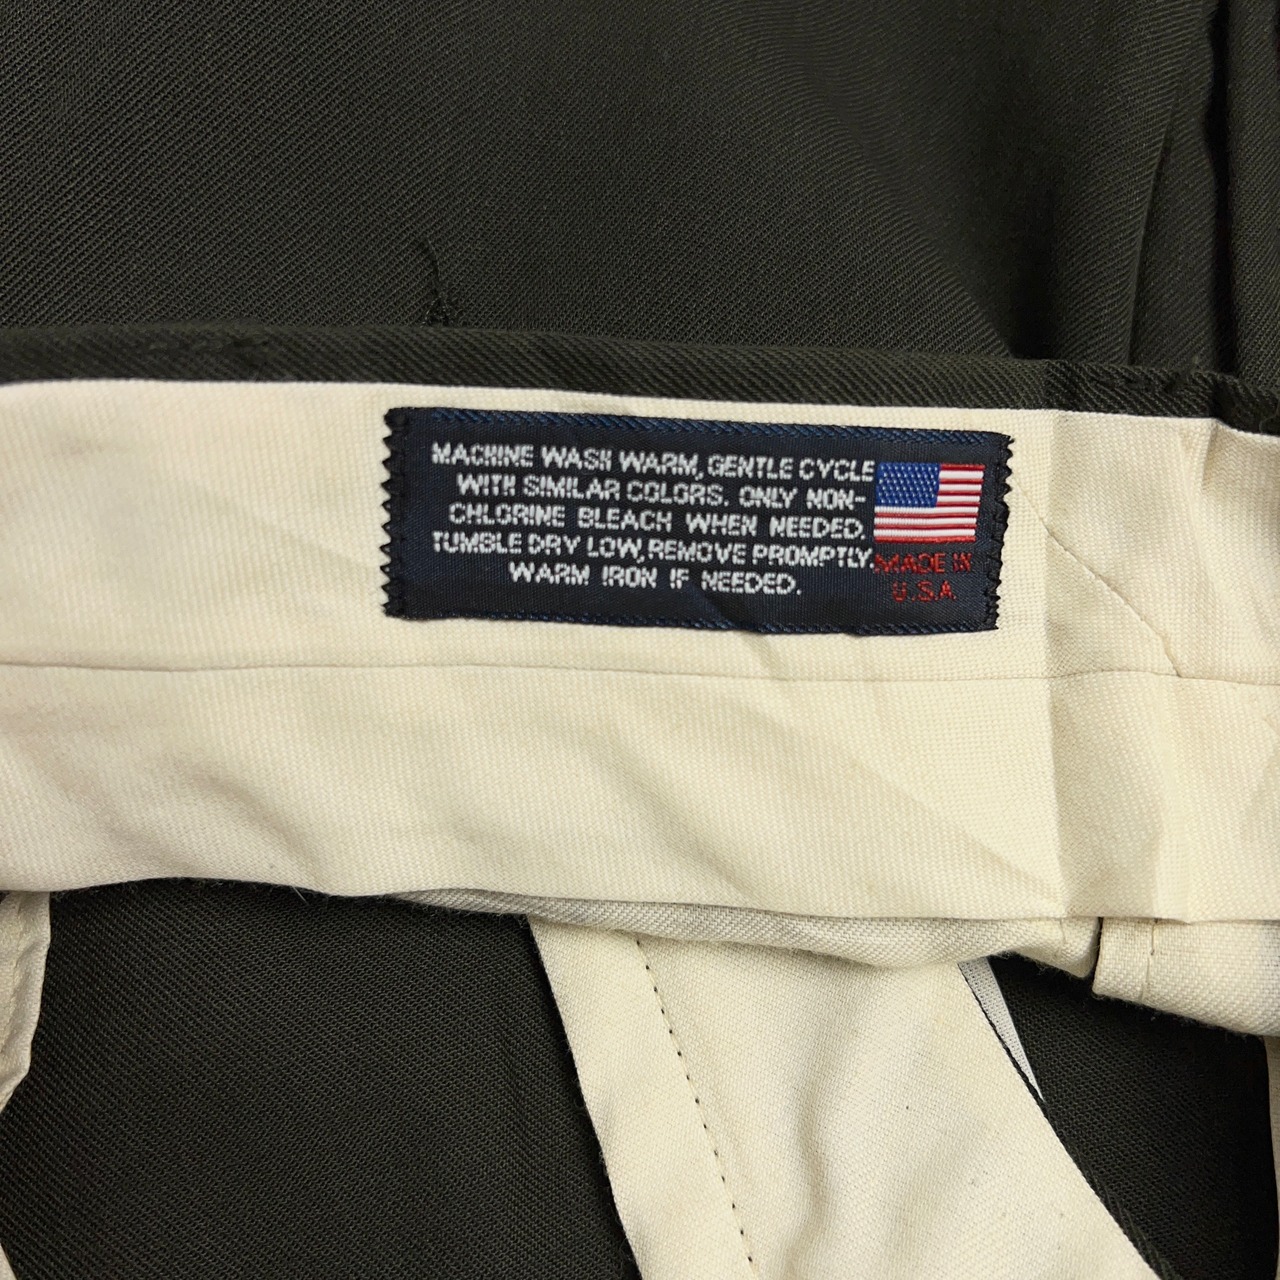 MACHINE WASH WARM, GENTLE CYCLE
WITH SIMILAR COLORS. ONLY NON-
CHLORINE BLEACH WHEN NEEDED.
TUMBLE DRY LOW, REMOVE PROMPTLY.
WARM IRON IF NEEDED.
MADE IN
U.S.A.